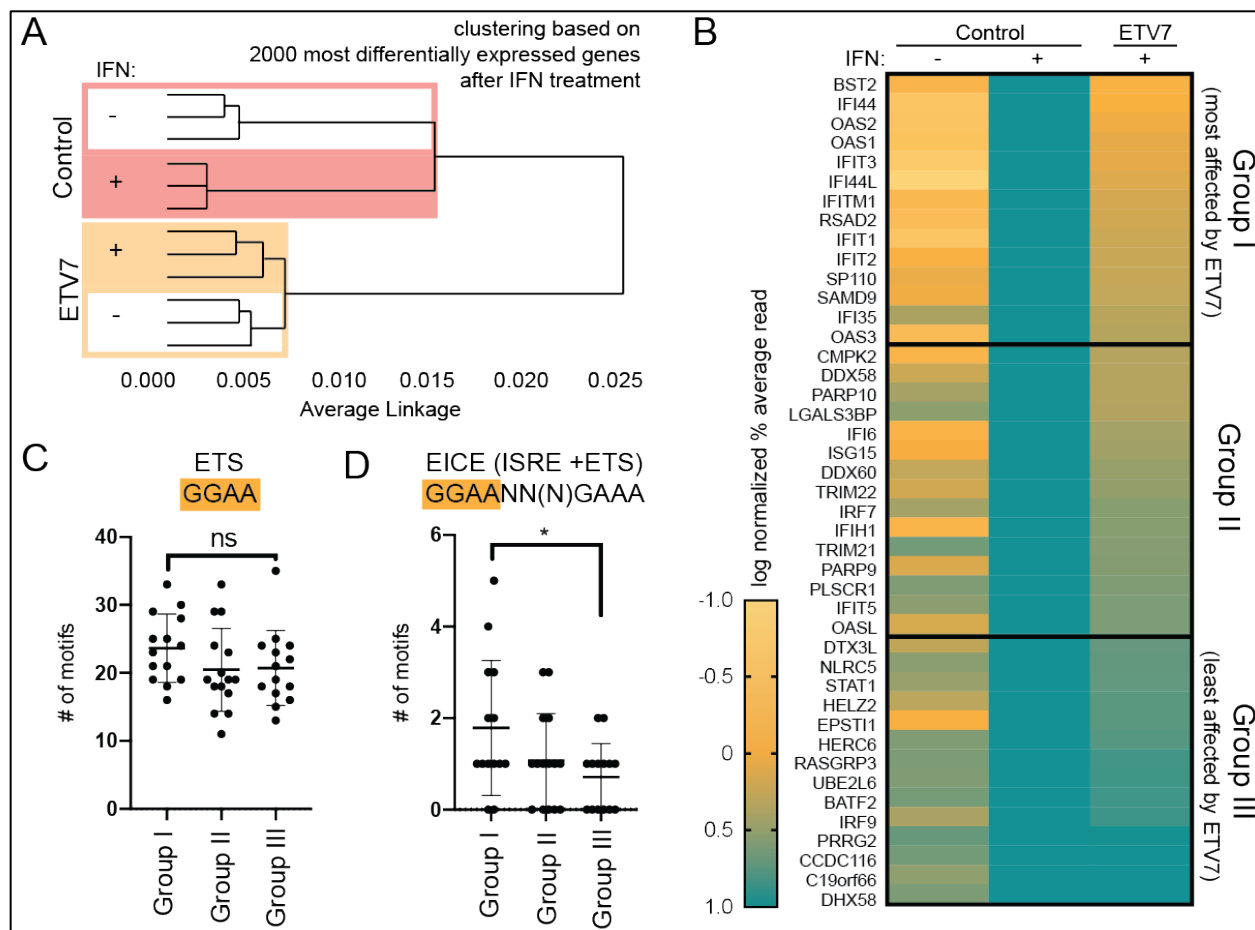 A
clustering based on
2000 most differentially expressed genes
after IFN treatment
IFN:
Control
-
+
ETV7
+
-
0.000 0.005 0.010 0.015 0.020 0.025
Average Linkage
B
Control ETV7
IFN: - + +
BST2
IFI44
OAS2
OAS1
IFIT3
IFI44L
IFITM1
RSAD2
IFIT1
IFIT2
SP110
SAMD9
IFI35
OAS3
Group I
(most affected by ETV7)
CMPK2
DDX58
PARP10
LGALS3BP
IFI6
ISG15
DDX60
TRIM22
IRF7
IFIH1
TRIM21
PARP9
PLSCR1
IFIT5
OASL
Group II
DTX3L
NLRC5
STAT1
HELZ2
EPSTI1
HERC6
RASGRP3
UBE2L6
BATF2
IRF9
PRRG2
CCDC116
C19orf66
DHX58
Group III
(least affected by ETV7)
log normalized % average read
-1.0
-0.5
0
0.5
1.0
C
ETS
GGAA
ns
# of motifs
40
30
20
10
0
Group I
Group II
Group III
D
EICE (ISRE +ETS)
GGAANN(N)GAAA
*
# of motifs
6
4
2
0
Group I
Group II
Group III